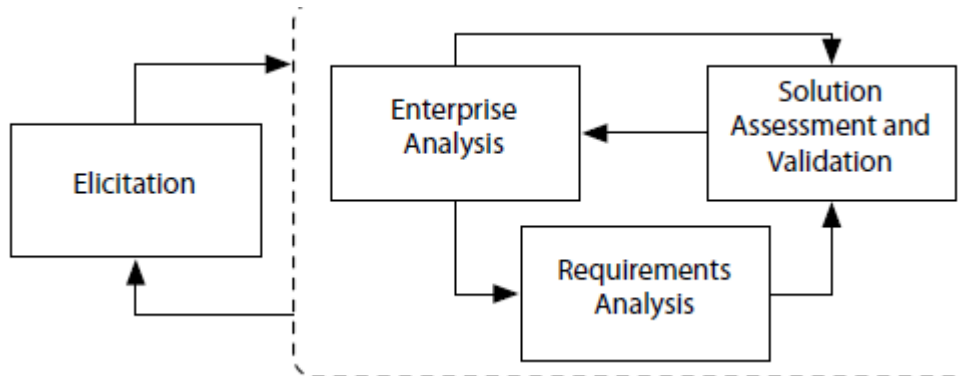 Elicitation
Enterprise
Analysis
Solution
Assessment and
Validation
Requirements
Analysis